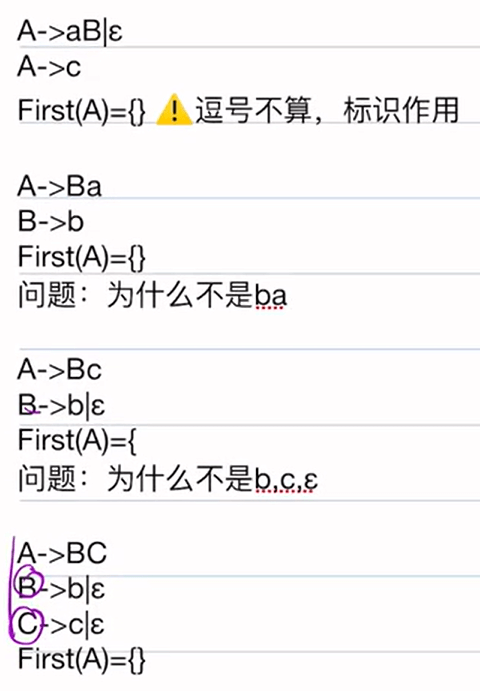 A->aB|ε
A->c
First(A)={} ⚠️逗号不算，标识作用
A->Ba
B->b
First(A)={}
问题：为什么不是ba
A->Bc
B->b|ε
First(A)={
问题：为什么不是b,c,ε
A->BC
B->b|ε
C->c|ε
First(A)={}